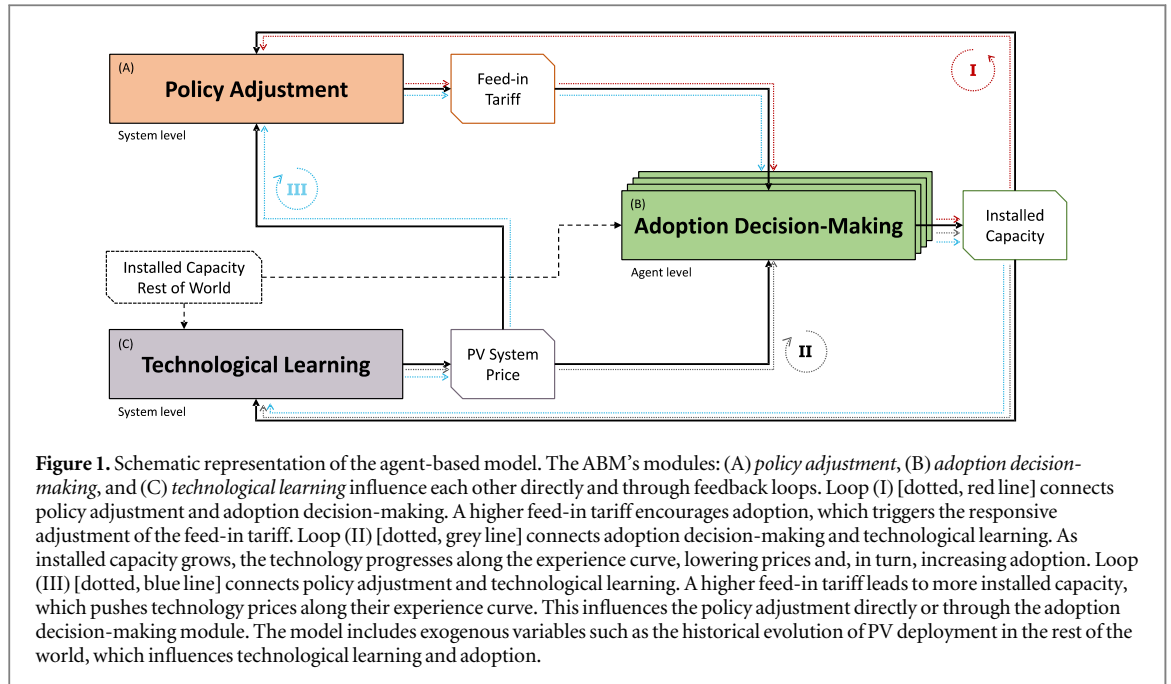 (A)
Policy Adjustment
System level
Feed-in
Tariff
I
III
(B)
Adoption Decision-Making
Agent level
Installed
Capacity
Installed Capacity
Rest of World
(C)
Technological Learning
System level
PV System
Price
II
Figure 1. Schematic representation of the agent-based model. The ABM's modules: (A) policy adjustment, (B) adoption decision-
making, and (C) technological learning influence each other directly and through feedback loops. Loop (I) [dotted, red line] connects
policy adjustment and adoption decision-making. A higher feed-in tariff encourages adoption, which triggers the responsive
adjustment of the feed-in tariff. Loop (II) [dotted, grey line] connects adoption decision-making and technological learning. As
installed capacity grows, the technology progresses along the experience curve, lowering prices and, in turn, increasing adoption. Loop
(III) [dotted, blue line] connects policy adjustment and technological learning. A higher feed-in tariff leads to more installed capacity,
which pushes technology prices along their experience curve. This influences the policy adjustment directly or through the adoption
decision-making module. The model includes exogenous variables such as the historical evolution of PV deployment in the rest of the
world, which influences technological learning and adoption.